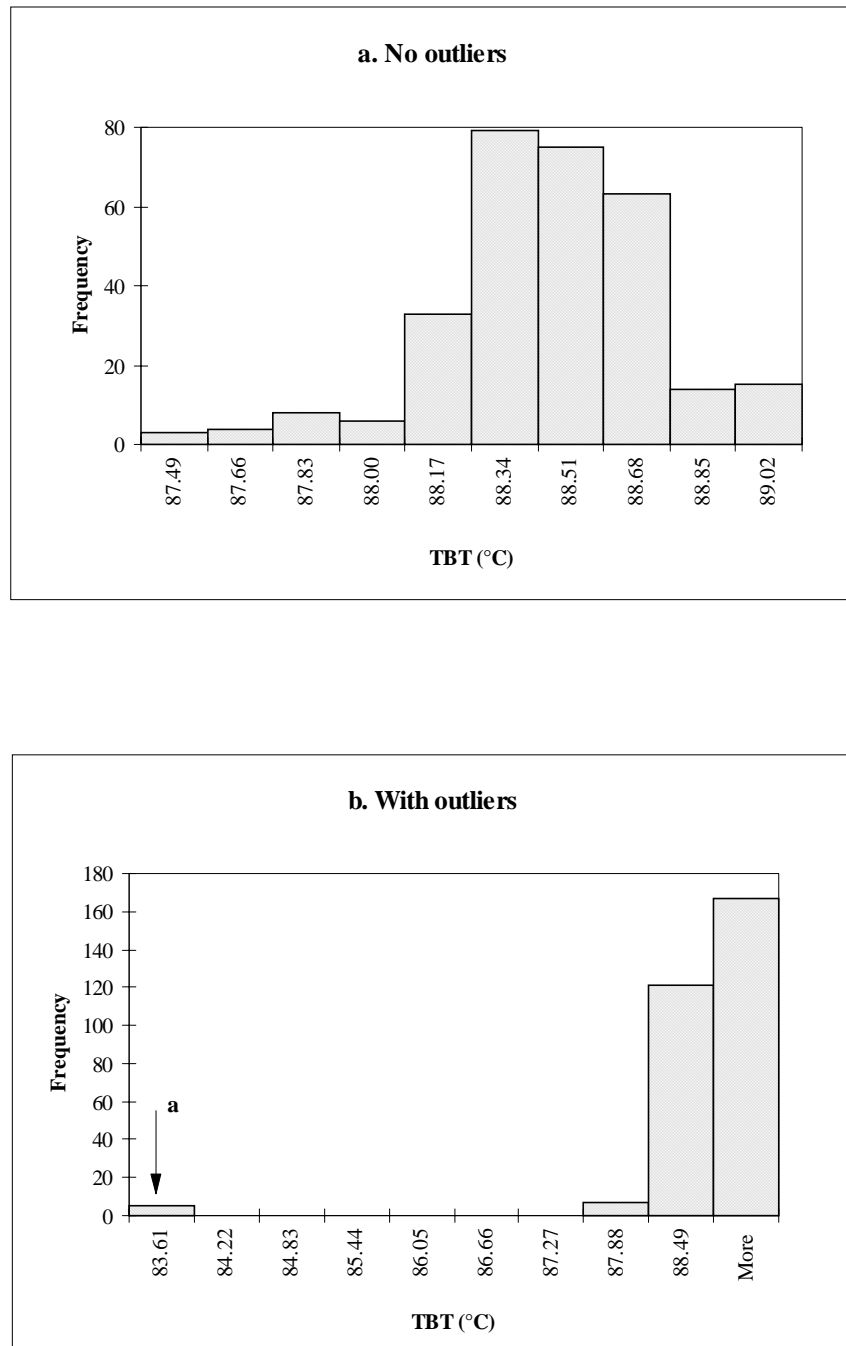 a. No outliers
80
60
40
20
0
Frequency
87.49 87.66 87.83 88.00 88.17 88.34 88.51 88.68 88.85 89.02
TBT (°C)
b. With outliers
180
160
140
120
100
80
60
40
20
0
Frequency
a
83.61 84.22 84.83 85.44 86.05 86.66 87.27 87.88 88.49 More
TBT (°C)